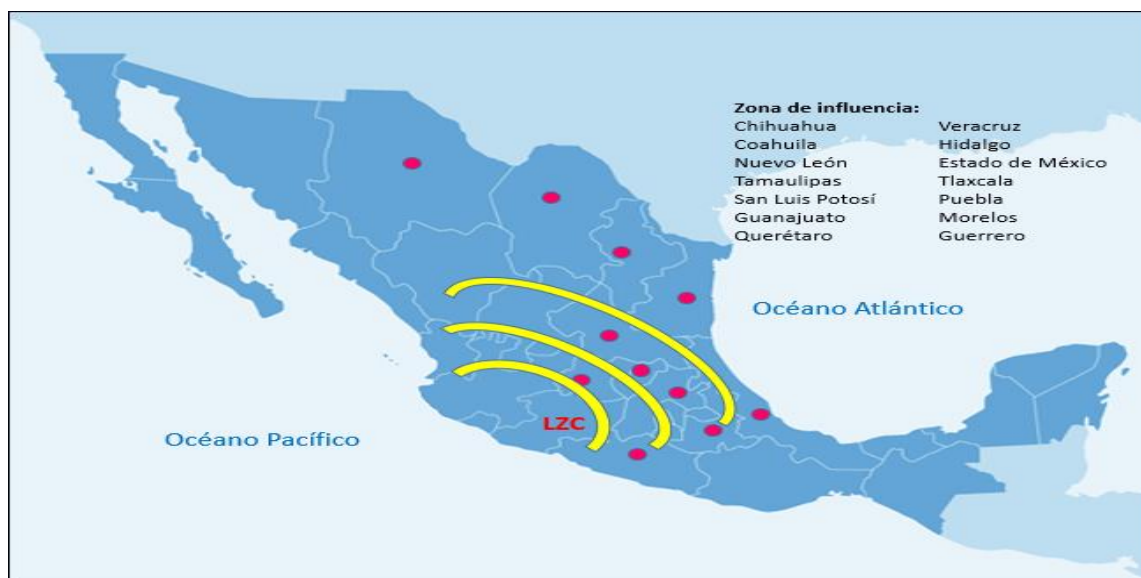 Zona de influencia:
Chihuahua
Coahuila
Nuevo León
Tamaulipas
San Luis Potosí
Guanajuato
Querétaro
Veracruz
Hidalgo
Estado de México
Tlaxcala
Puebla
Morelos
Guerrero
Océano Atlántico
LZC
Océano Pacífico